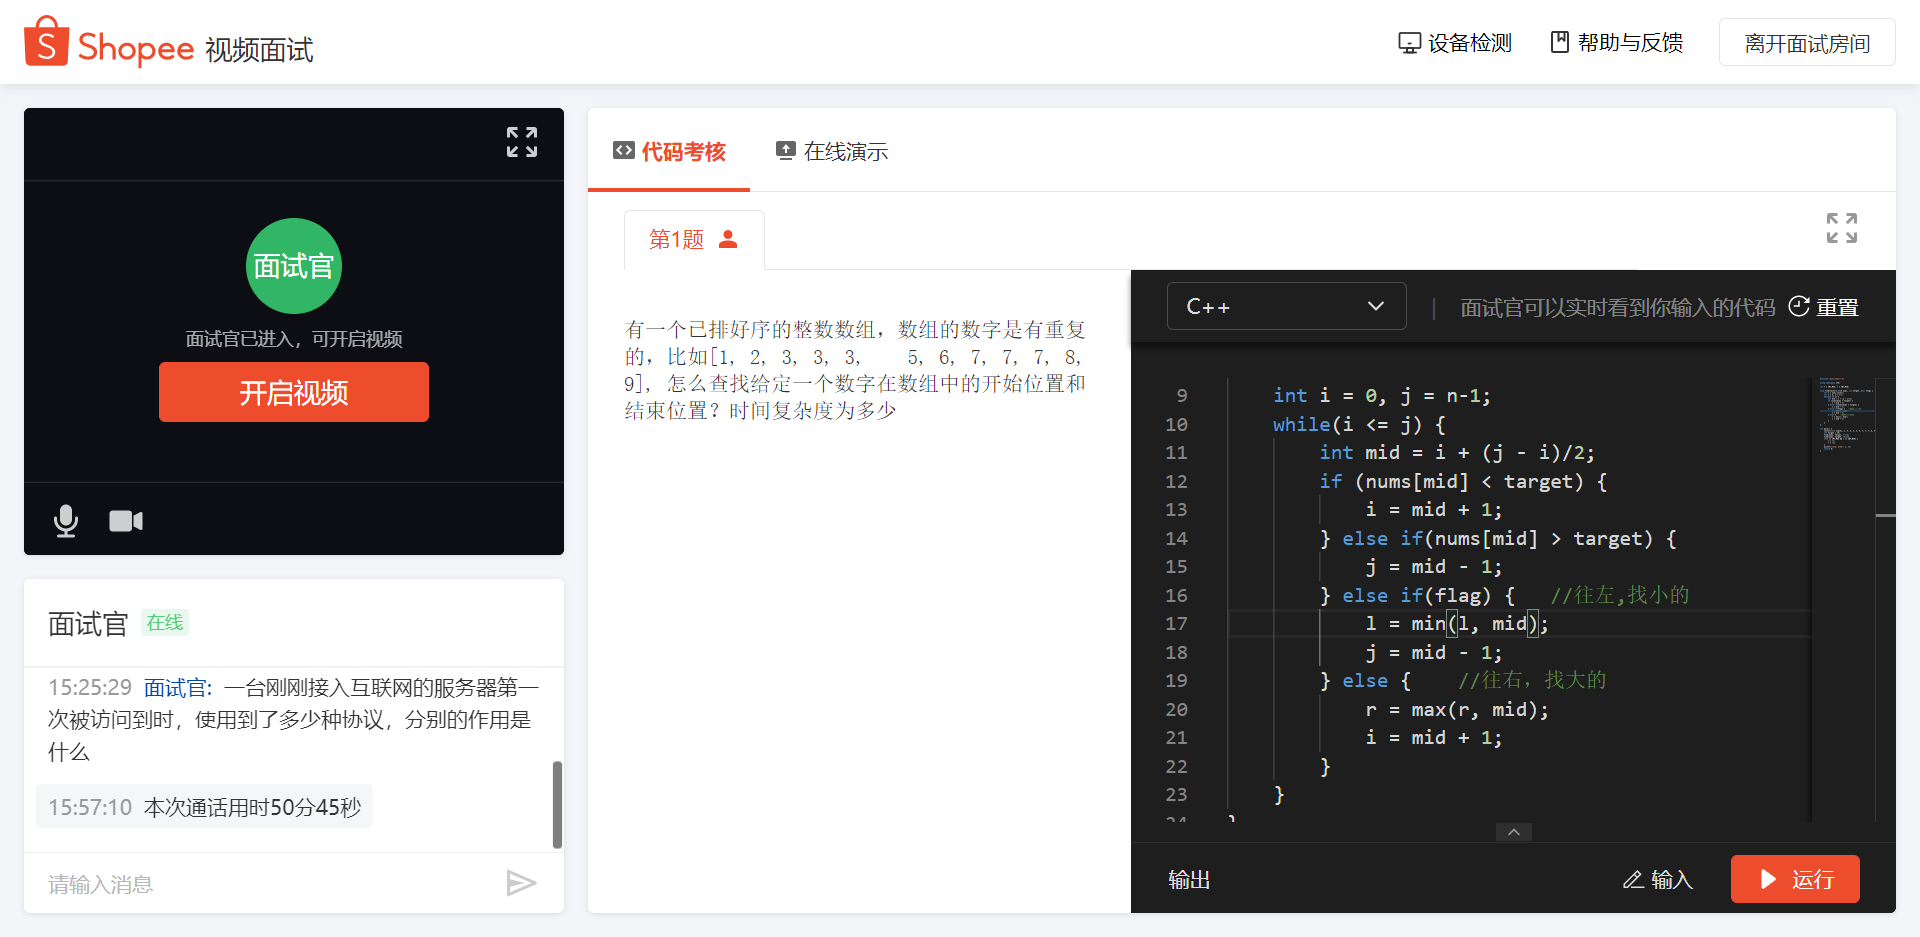 Shopee 视频面试
设备检测
帮助与反馈
离开面试房间
面试官
面试官已进入，可开启视频
开启视频
面试官 在线
15:25:29 面试官: 一台刚刚接入互联网的服务器第一
次被访问到时，使用到了多少种协议，分别的作用是
什么
15:57:10 本次通话用时50分45秒
请输入消息
代码考核
在线演示
第1题
有一个已排好序的整数数组，数组的数字是有重复
的，比如[1, 2, 3, 3, 3,    5, 6, 7, 7, 7, 8,
9]，怎么查找给定一个数字在数组中的开始位置和
结束位置？时间复杂度为多少
C++ | 面试官可以实时看到你输入的代码 重置
9 int i = 0, j = n-1;
10 while(i <= j) {
11 int mid = i + (j - i)/2;
12 if (nums[mid] < target) {
13 i = mid + 1;
14 } else if(nums[mid] > target) {
15 j = mid - 1;
16 } else if(flag) {   //往左,找小的
17 l = min(l, mid);
18 j = mid - 1;
19 } else {    //往右，找大的
20 r = max(r, mid);
21 i = mid + 1;
22 }
23 }
24 }
输出
输入
运行